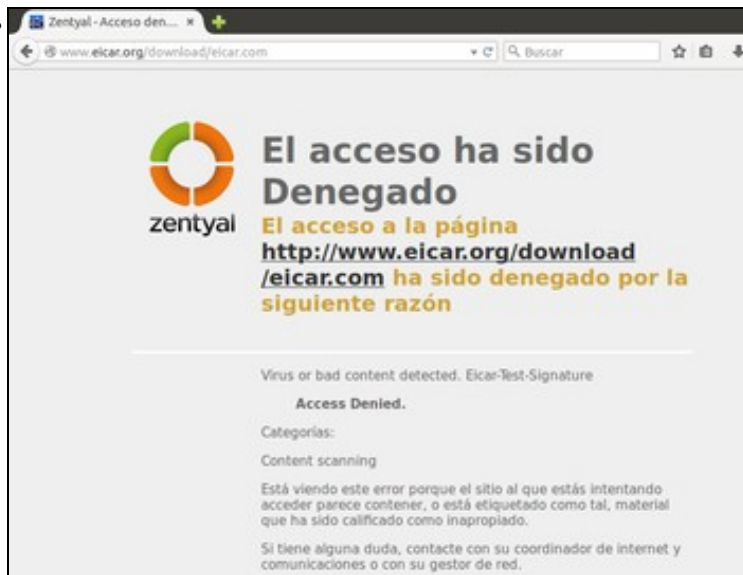 Zentyal - Acceso den...
www.eicar.org/download/eicar.com
Buscar
zentyal
El acceso ha sido
Denegado
El acceso a la página
http://www.eicar.org/download
/eicar.com ha sido denegado por la
siguiente razón
Virus or bad content detected. Eicar-Test-Signature
Access Denied.
Categorías:
Content scanning
Está viendo este error porque el sitio al que estás intentando
acceder parece contener, o está etiquetado como tal, material
que ha sido calificado como inapropiado.
Si tiene alguna duda, contacte con su coordinador de internet y
comunicaciones o con su gestor de red.